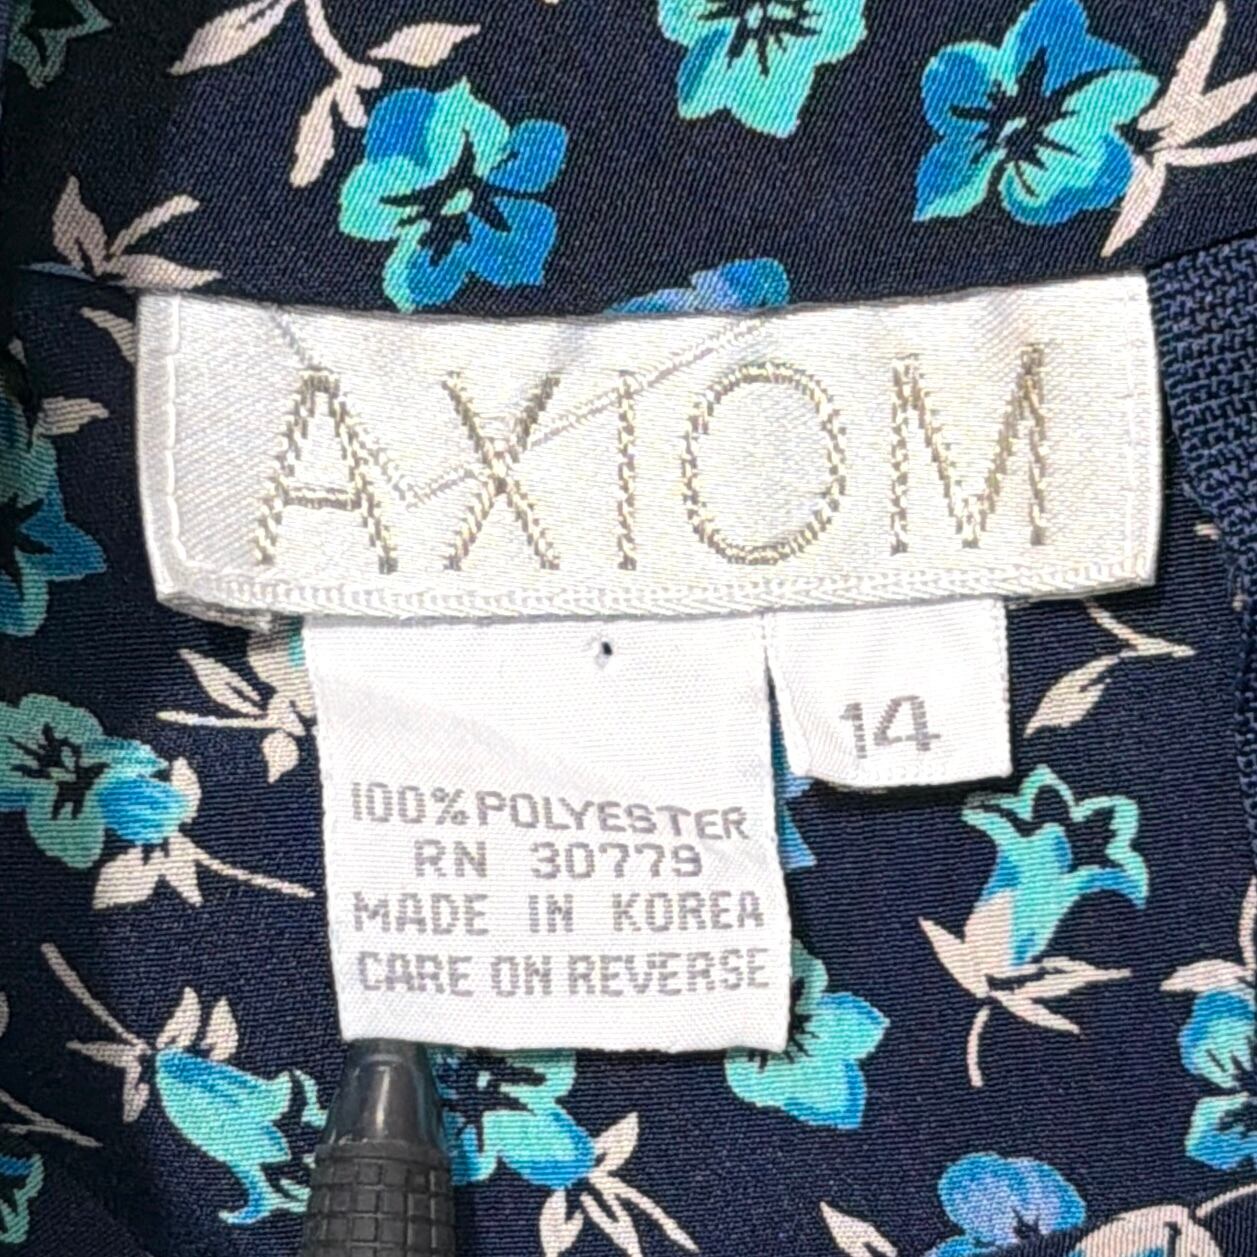 AXIOM
14
100% POLYESTER
RN 30779
MADE IN KOREA
CARE ON REVERSE